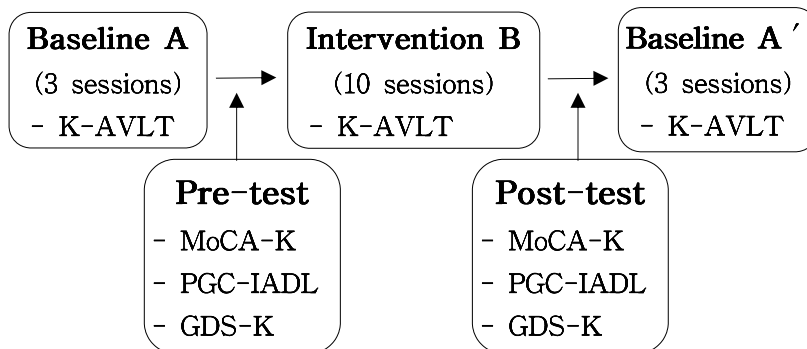 Baseline A
(3 sessions)
- K-AVLT
Intervention B
(10 sessions)
- K-AVLT
Baseline A′
(3 sessions)
- K-AVLT
Pre-test
- MoCA-K
- PGC-IADL
- GDS-K
Post-test
- MoCA-K
- PGC-IADL
- GDS-K